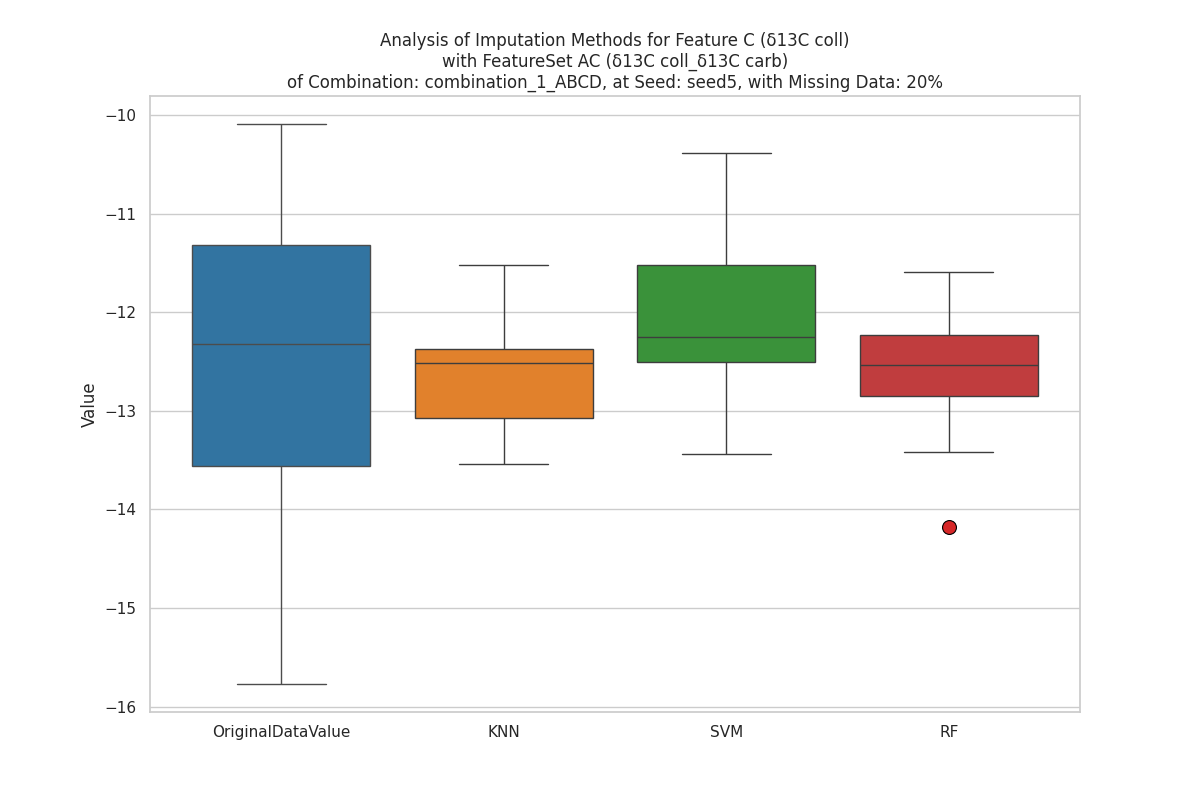 Analysis of Imputation Methods for Feature C (δ13C coll)
with FeatureSet AC (δ13C coll_δ13C carb)
of Combination: combination_1_ABCD, at Seed: seed5, with Missing Data: 20%
Value
−10
−11
−12
−13
−14
−15
−16
OriginalDataValue
KNN
SVM
RF